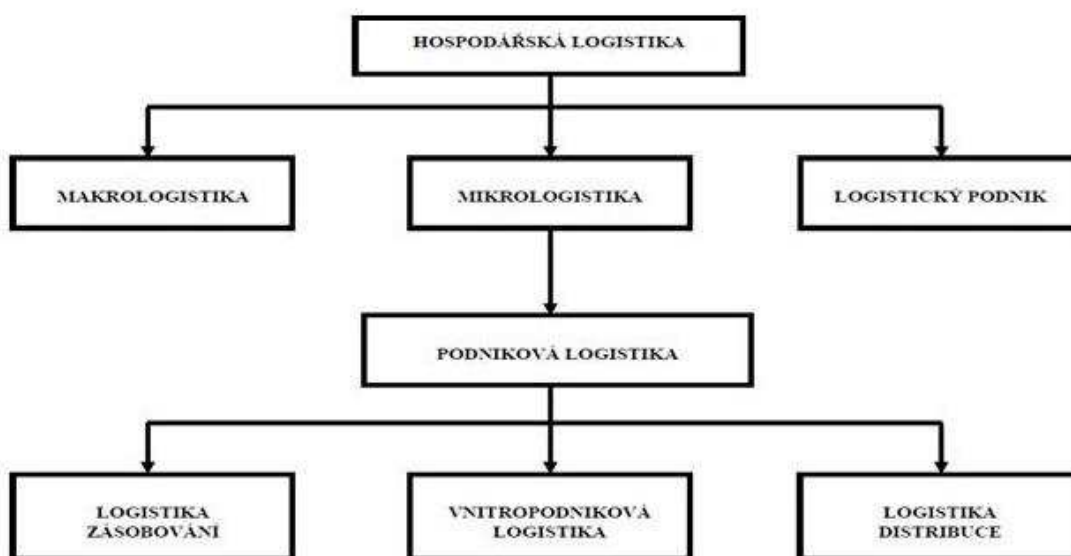 HOSPODÁŘSKÁ LOGISTIKA
MAKROLOGISTIKA
MIKROLOGISTIKA
LOGISTICKÝ PODNIK
PODNIKOVÁ LOGISTIKA
LOGISTIKA
ZÁSOBOVÁNÍ
VNITROPODNIKOVÁ
LOGISTIKA
LOGISTIKA
DISTRIBUCE